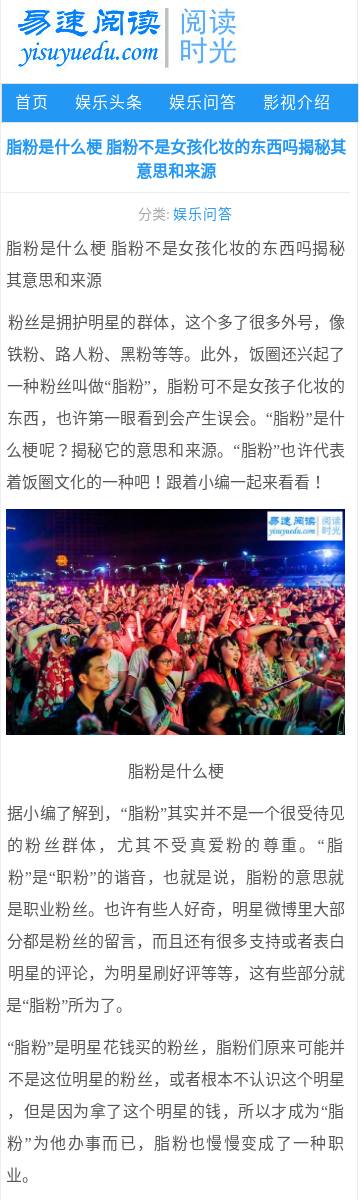 易速阅读 阅读
yisuyuedu.com 时光
首页 娱乐头条 娱乐问答 影视介绍
脂粉是什么梗 脂粉不是女孩化妆的东西吗揭秘其
意思和来源
分类: 娱乐问答
脂粉是什么梗 脂粉不是女孩化妆的东西吗揭秘
其意思和来源
粉丝是拥护明星的群体，这个多了很多外号，像
铁粉、路人粉、黑粉等等。此外，饭圈还兴起了
一种粉丝叫做“脂粉”，脂粉可不是女孩子化妆的
东西，也许第一眼看到会产生误会。“脂粉”是什
么梗呢？揭秘它的意思和来源。“脂粉”也许代表
着饭圈文化的一种吧！跟着小编一起来看看！
易速阅读 阅读
yisuyuedu.com 时光
脂粉是什么梗
据小编了解到，“脂粉”其实并不是一个很受待见
的粉丝群体，尤其不受真爱粉的尊重。“脂
粉”是“职粉”的谐音，也就是说，脂粉的意思就
是职业粉丝。也许有些人好奇，明星微博里大部
分都是粉丝的留言，而且还有很多支持或者表白
明星的评论，为明星刷好评等等，这有些部分就
是“脂粉”所为了。
“脂粉”是明星花钱买的粉丝，脂粉们原来可能并
不是这位明星的粉丝，或者根本不认识这个明星
，但是因为拿了这个明星的钱，所以才成为“脂
粉”为他办事而已，脂粉也慢慢变成了一种职
业。